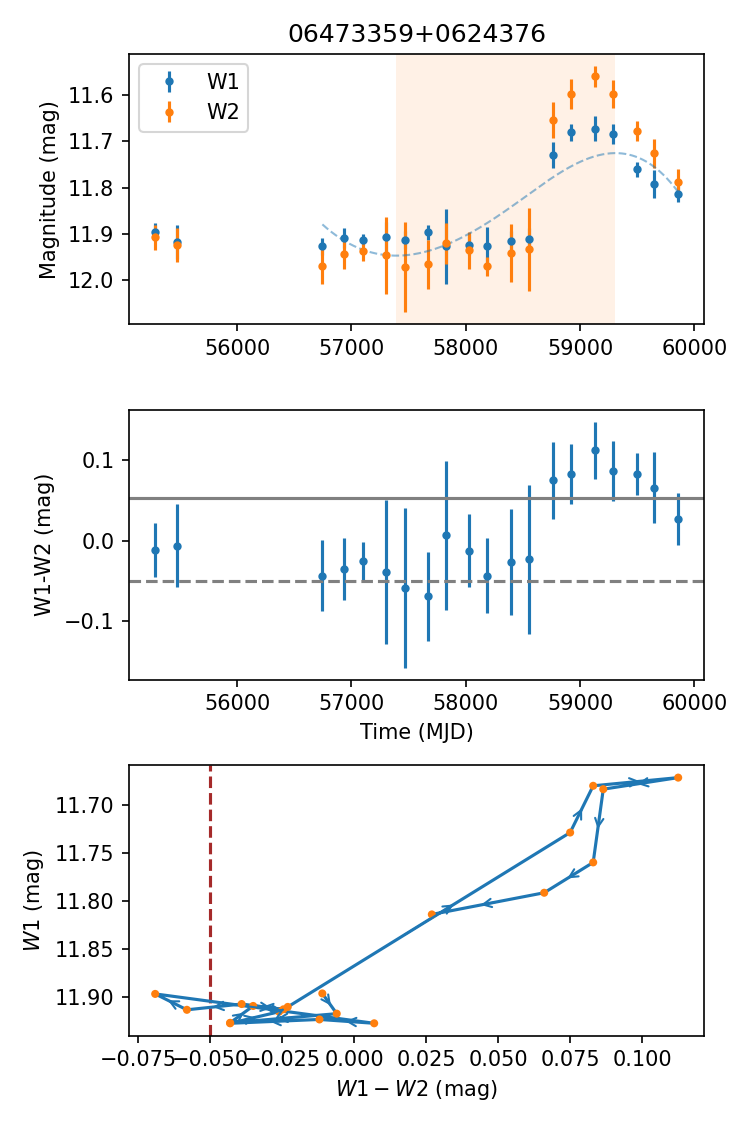 06473359+0624376
W1
W2
Magnitude (mag)
11.6
11.7
11.8
11.9
12.0
56000 57000 58000 59000 60000
W1-W2 (mag)
0.1
0.0
−0.1
56000 57000 58000 59000 60000
Time (MJD)
W1 (mag)
11.70
11.75
11.80
11.85
11.90
−0.075 −0.050 −0.025 0.000 0.025 0.050 0.075 0.100
W1 − W2 (mag)